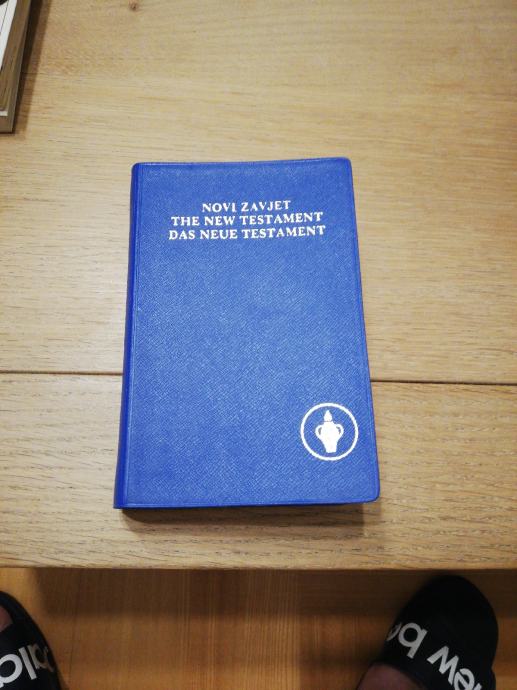 NOVI ZAVJET
THE NEW TESTAMENT
DAS NEUE TESTAMENT